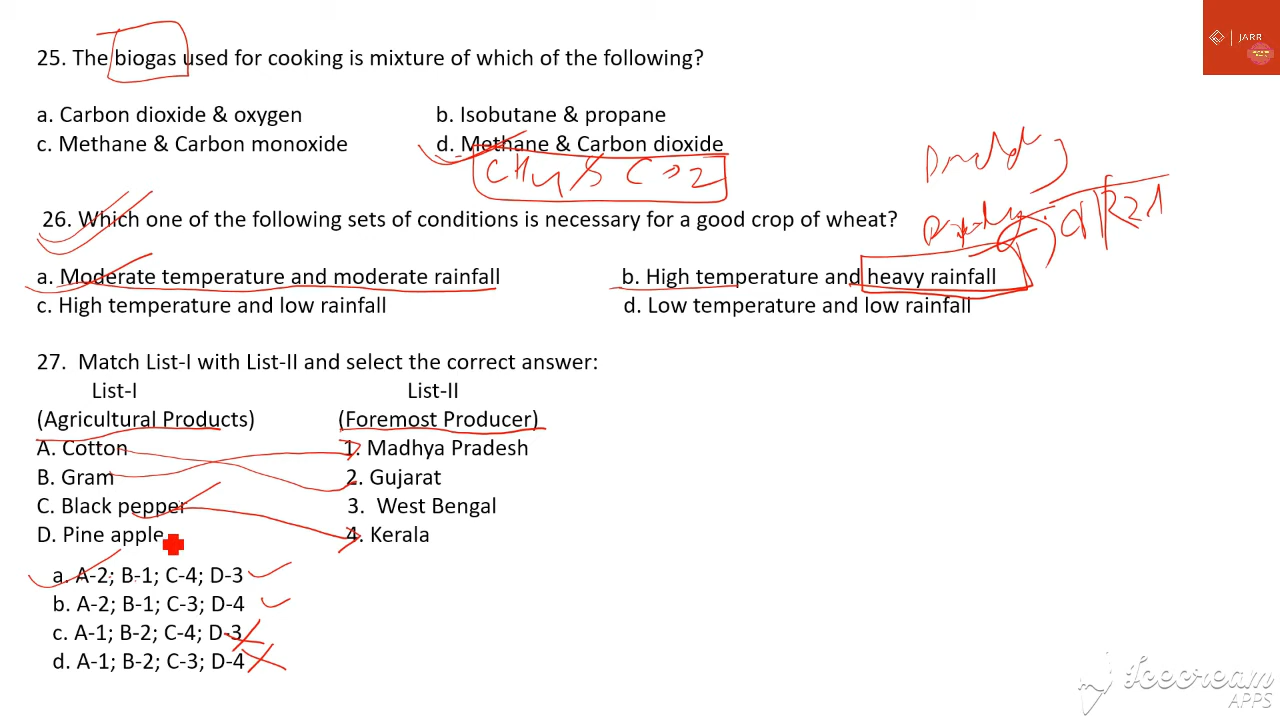 JARR
25. The biogas used for cooking is mixture of which of the following?
a. Carbon dioxide & oxygen b. Isobutane & propane
c. Methane & Carbon monoxide d. Methane & Carbon dioxide
CH4 & CO2
26. Which one of the following sets of conditions is necessary for a good crop of wheat?
a. Moderate temperature and moderate rainfall b. High temperature and heavy rainfall
c. High temperature and low rainfall d. Low temperature and low rainfall
27. Match List-I with List-II and select the correct answer:
List-I List-II
(Agricultural Products) (Foremost Producer)
A. Cotton 1. Madhya Pradesh
B. Gram 2. Gujarat
C. Black pepper 3. West Bengal
D. Pine apple 4. Kerala
a. A-2; B-1; C-4; D-3
b. A-2; B-1; C-3; D-4
c. A-1; B-2; C-4; D-3
d. A-1; B-2; C-3; D-4
Icecream
APPS